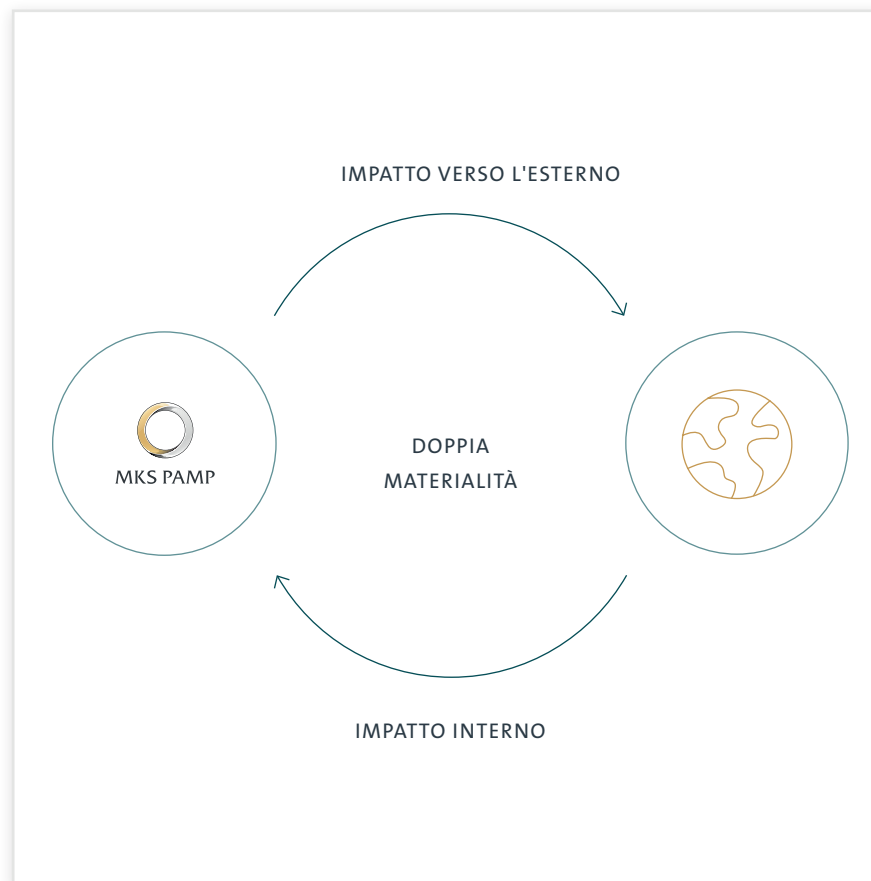 IMPATTO VERSO L'ESTERNO
MKS PAMP
DOPPIA
MATERIALITÀ
IMPATTO INTERNO